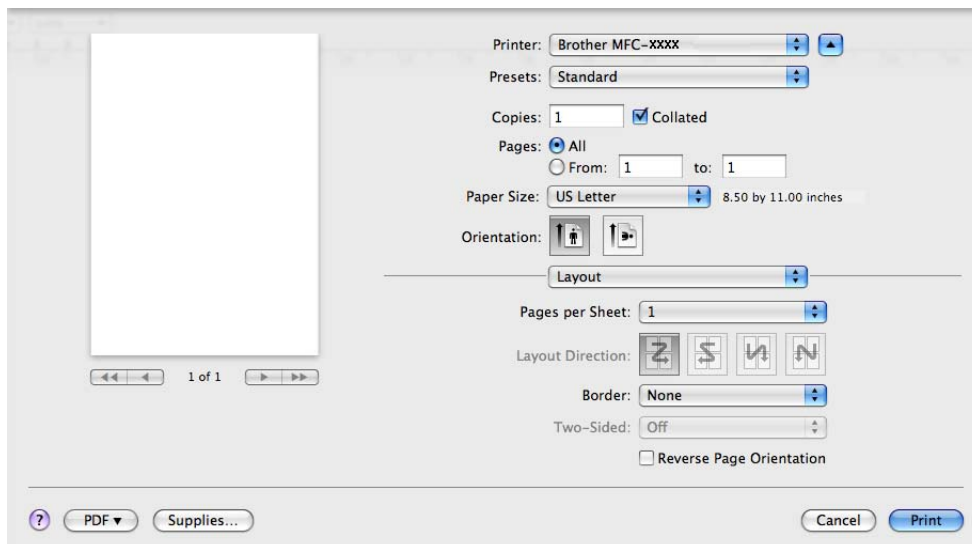 Printer: Brother MFC-XXXX
Presets: Standard
Copies: 1 Collated
Pages: All
From: 1 to: 1
Paper Size: US Letter 8.50 by 11.00 inches
Orientation:
Layout
Pages per Sheet: 1
Layout Direction:
Border: None
Two-Sided: Off
Reverse Page Orientation
1 of 1
? PDF Supplies... Cancel Print